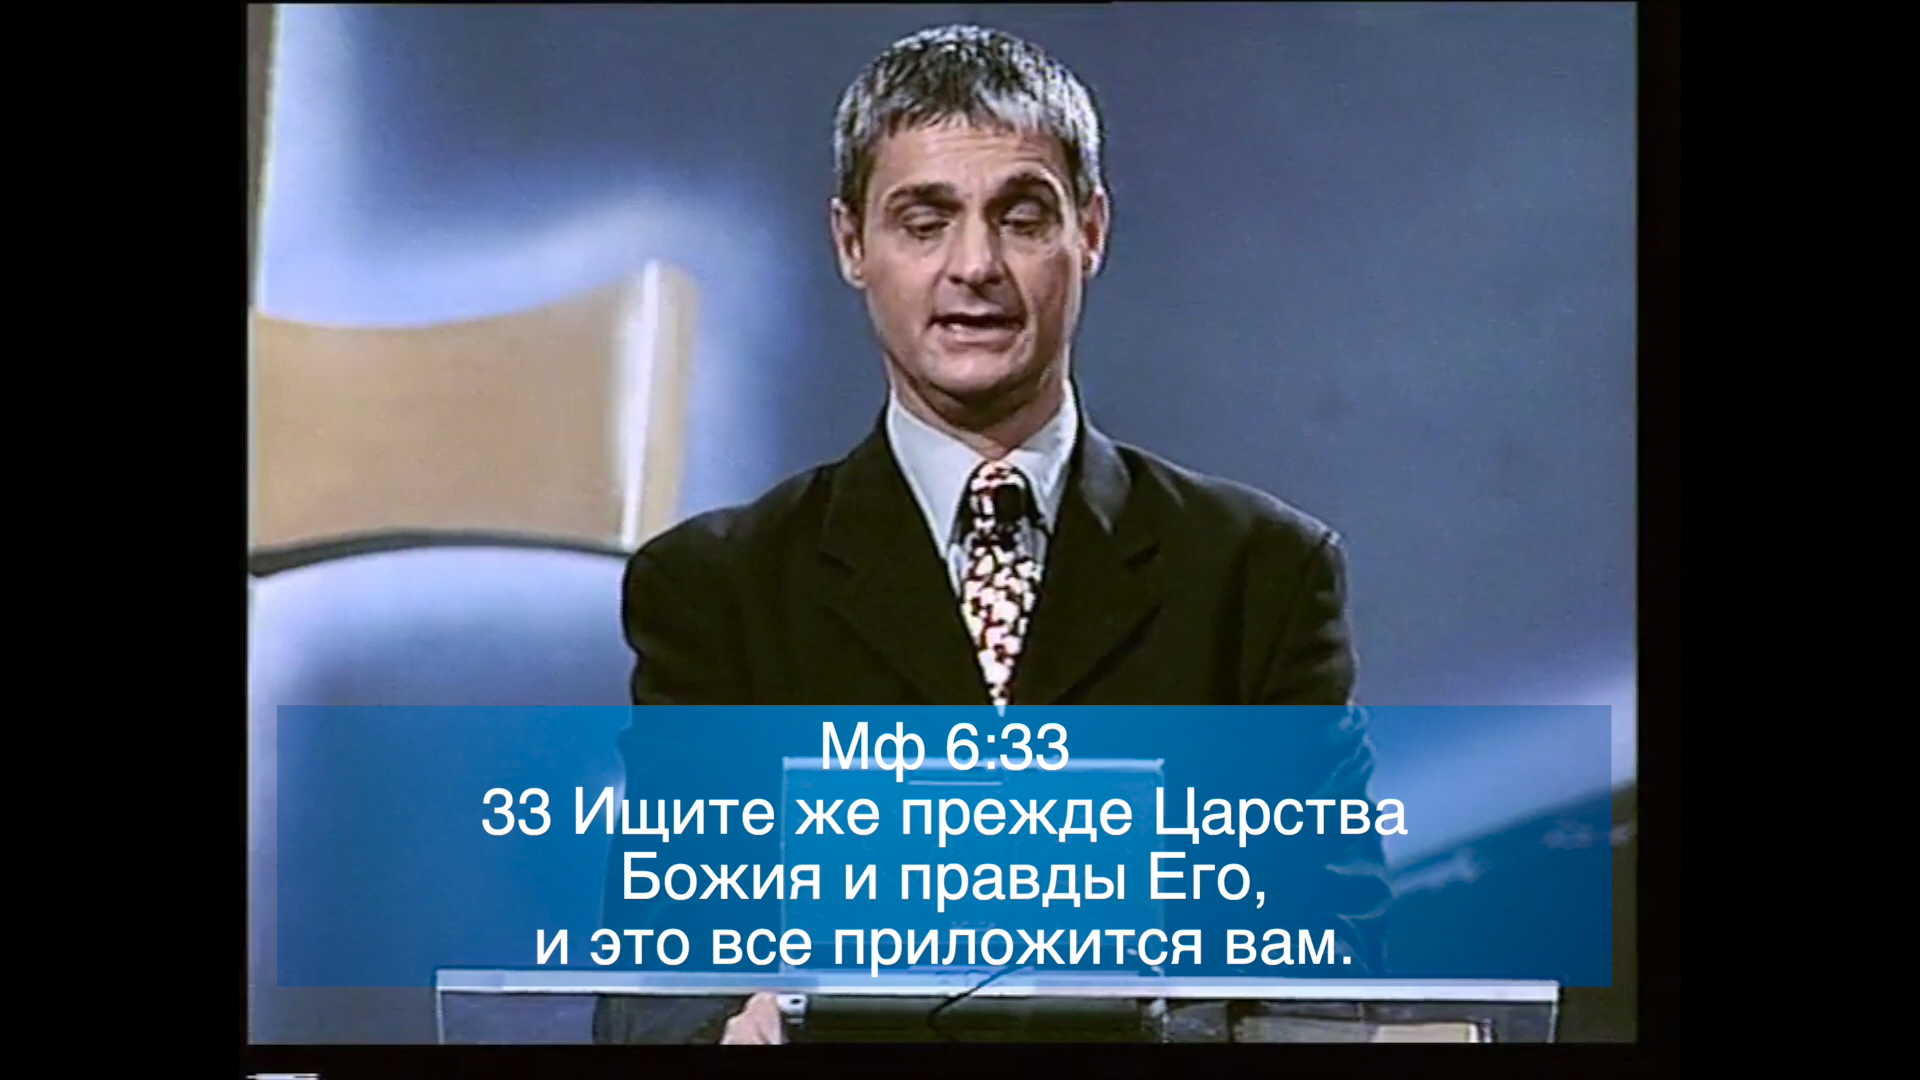 Мф 6:33
33 Ищите же прежде Царства
Божия и правды Его,
и это все приложится вам.